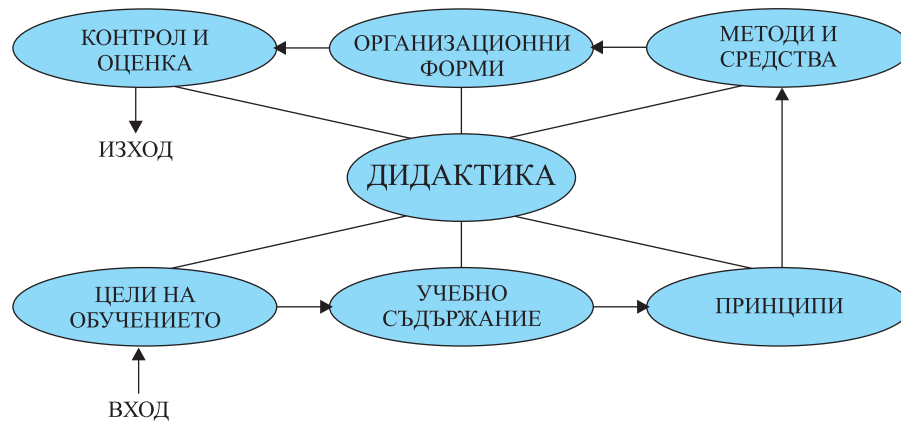 КОНТРОЛ И
ОЦЕНКА
ОРГАНИЗАЦИОННИ
ФОРМИ
МЕТОДИ И
СРЕДСТВА
ИЗХОД
ДИДАКТИКА
ЦЕЛИ НА
ОБУЧЕНИЕТО
УЧЕБНО
СЪДЪРЖАНИЕ
ПРИНЦИПИ
ВХОД